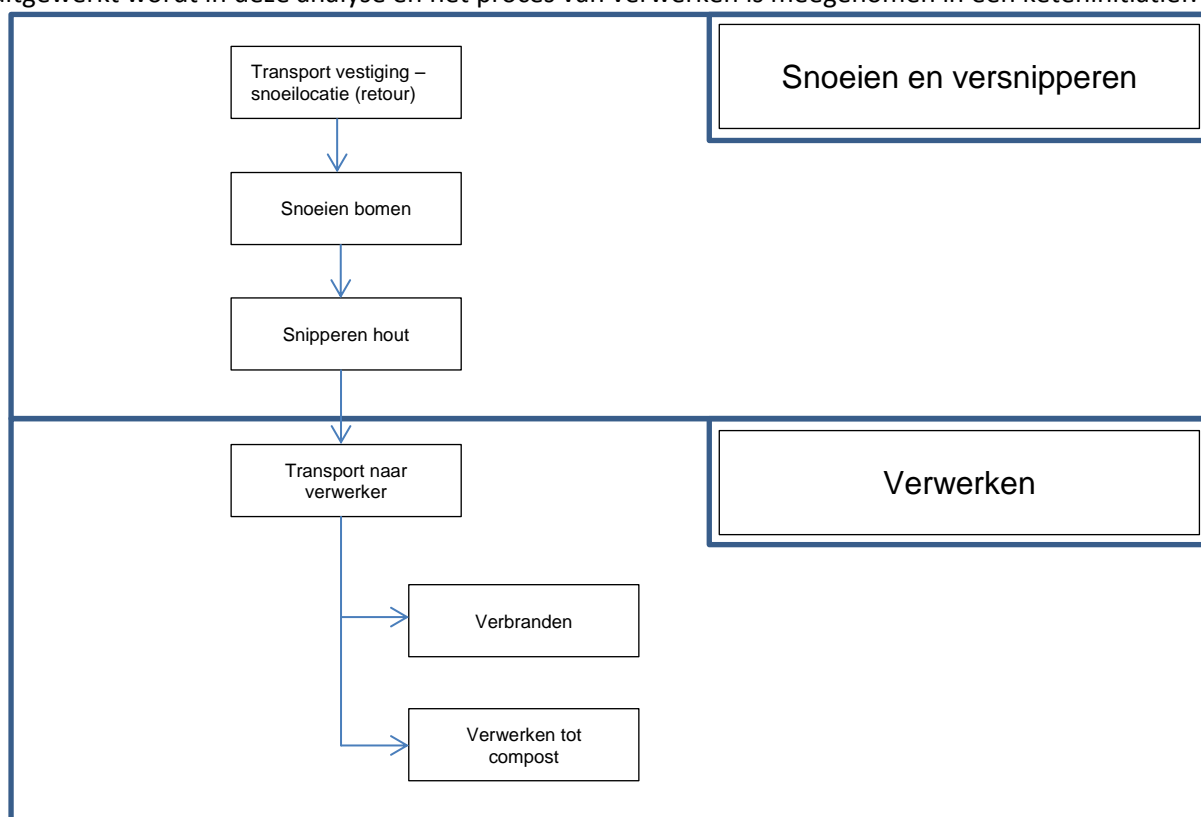 uitgewerkt wordt in deze analyse en het proces van verwerken is meegenomen in een keteninitiatief.
Transport vestiging –
snoeilocatie (retour)
Snoeien en versnipperen
Snoeien bomen
Snipperen hout
Transport naar
verwerker
Verwerken
Verbranden
Verwerken tot
compost